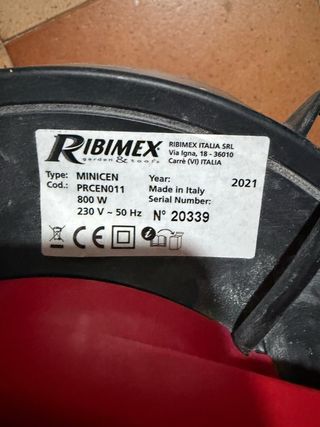 RIBIMEX
garden & tools
RIBIMEX ITALIA SRL
Via Igna, 18 - 36010
Carrè (VI) ITALIA
Type: MINICEN
Cod.: PRCEN011
800 W
230 V ~ 50 Hz
Year: 2021
Made in Italy
Serial Number:
N° 20339
CE